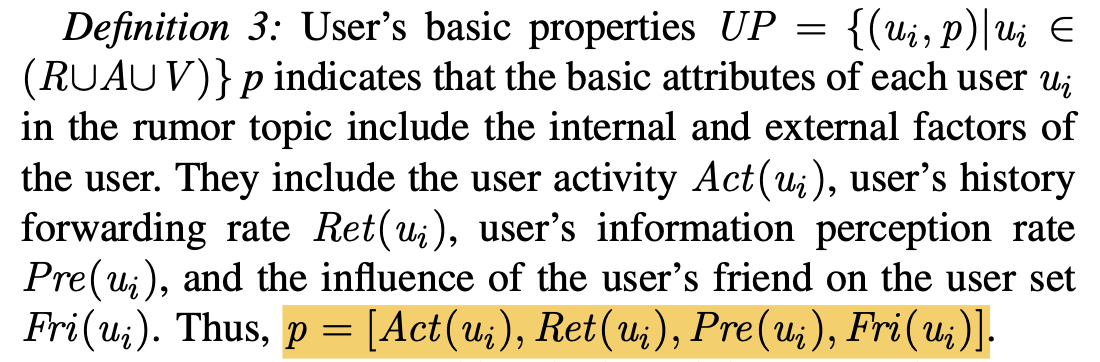 Definition 3: User's basic properties UP = {(u_i, p)|u_i ∈
(R∪A∪V)} p indicates that the basic attributes of each user u_i
in the rumor topic include the internal and external factors of
the user. They include the user activity Act(u_i), user's history
forwarding rate Ret(u_i), user's information perception rate
Pre(u_i), and the influence of the user's friend on the user set
Fri(u_i). Thus, p = [Act(u_i), Ret(u_i), Pre(u_i), Fri(u_i)].